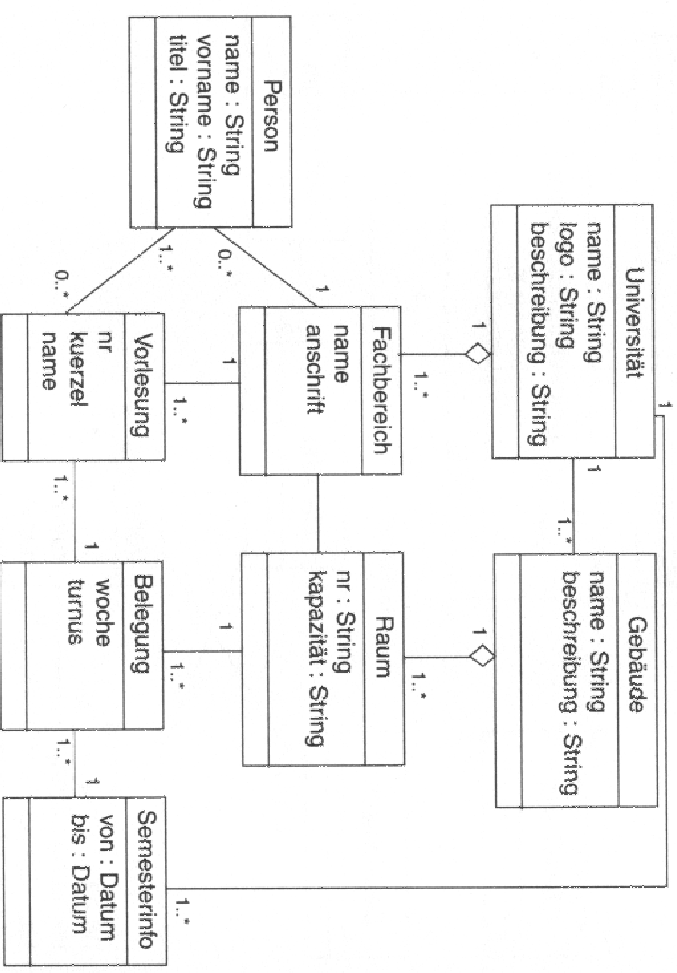 Universität
name : String
logo : String
beschreibung : String
1
1
1..*
Gebäude
name : String
beschreibung : String
1
1..*
1
1..*
Fachbereich
name
anschrift
Raum
nr : String
kapazität : String
Person
name : String
vorname : String
titel : String
1
0..*
1..*
0..*
1
1..*
1
1..*
Vorlesung
nr
kuerzel
name
1..*
1
Belegung
woche
turnus
1..*
1
Semesterinfo
von : Datum
bis : Datum
1..*